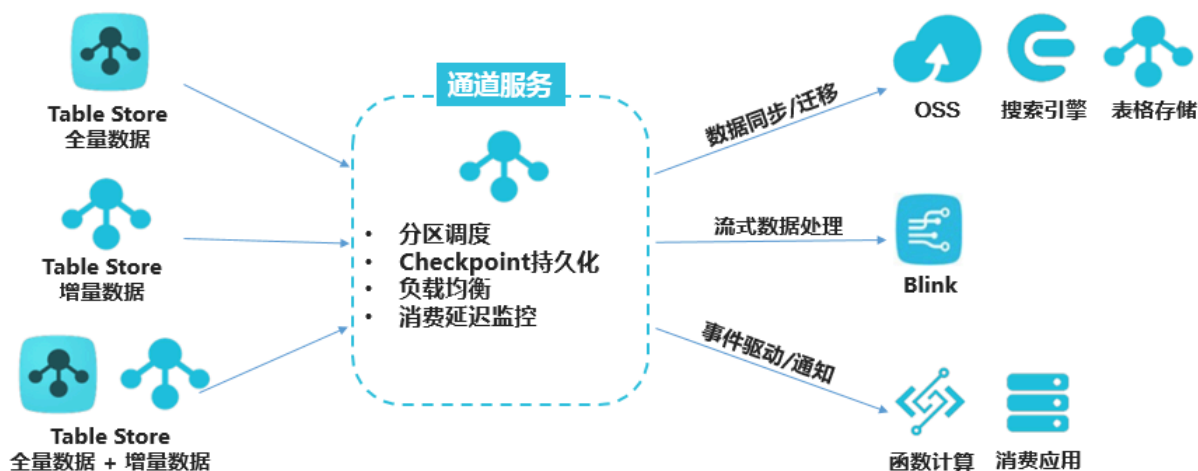 Table Store
全量数据
Table Store
增量数据
Table Store
全量数据 + 增量数据
通道服务
• 分区调度
• Checkpoint持久化
• 负载均衡
• 消费延迟监控
数据同步/迁移
流式数据处理
事件驱动/通知
OSS 搜索引擎 表格存储
Blink
函数计算 消费应用